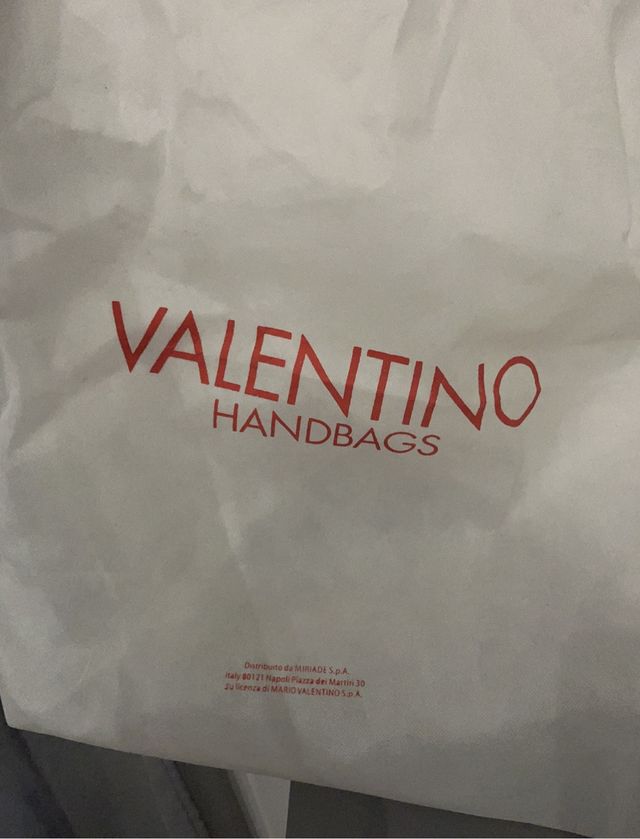 VALENTINO
HANDBAGS
Distribuito da MIRIADE S.p.A.
Italy 80121 Napoli Piazza dei Martiri 30
Su licenza di MARIO VALENTINO S.p.A.